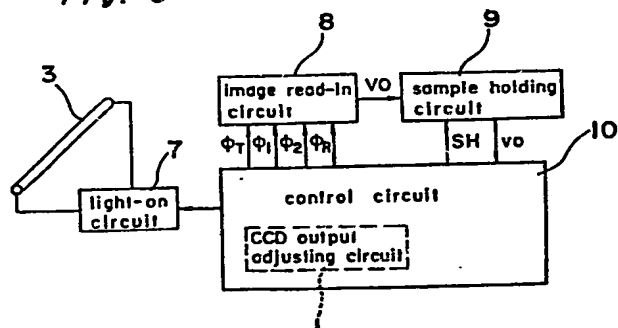 8
9
3
image read-in
circuit
VO
sample holding
circuit
7
ΦT Φ1 Φ2 ΦR
SH vo
10
light-on
circuit
control circuit
CCD output
adjusting circuit